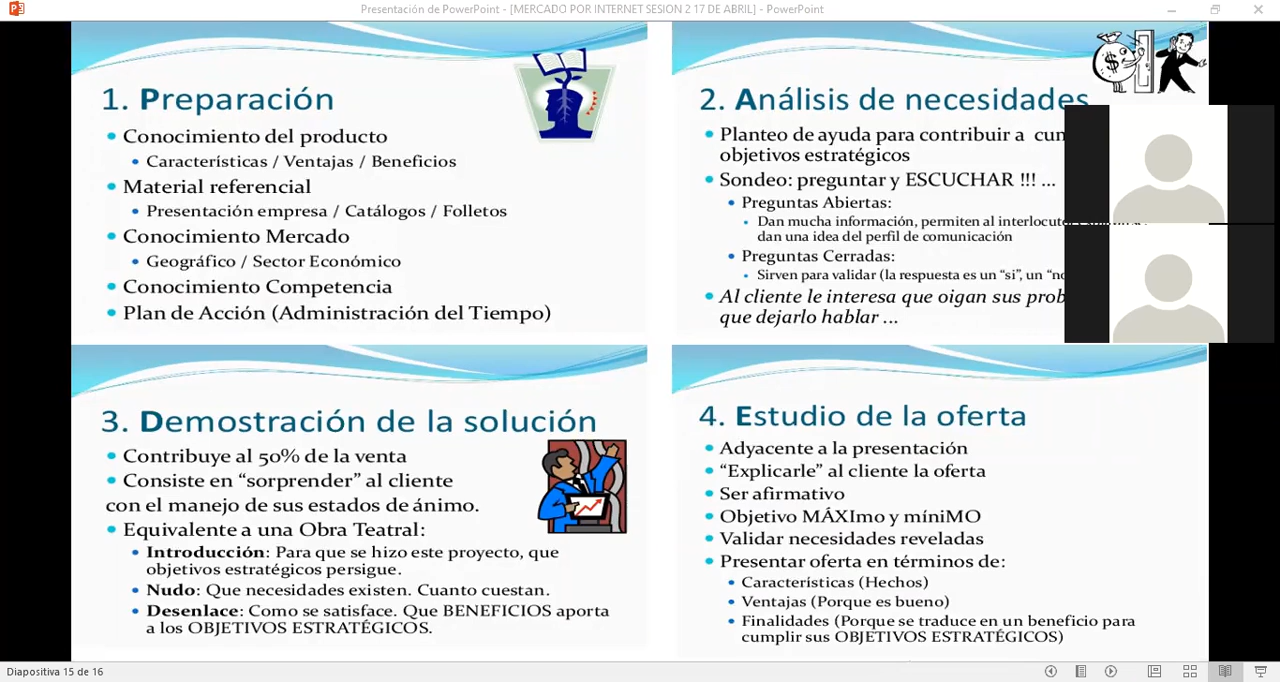 Presentación de PowerPoint - [MERCADO POR INTERNET SESION 2 17 DE ABRIL] - PowerPoint
1. Preparación
• Conocimiento del producto
• Características / Ventajas / Beneficios
• Material referencial
• Presentación empresa / Catálogos / Folletos
• Conocimiento Mercado
• Geográfico / Sector Económico
• Conocimiento Competencia
• Plan de Acción (Administración del Tiempo)
2. Análisis de necesidades
• Planteo de ayuda para contribuir a
objetivos estratégicos
• Sondeo: preguntar y ESCUCHAR !!! ...
• Preguntas Abiertas:
• Dan mucha información, permiten al
dan una idea del perfil de comunicación
• Preguntas Cerradas:
• Sirven para validar (la respuesta es un “si”, un
• Al cliente le interesa que oigan sus
que dejarlo hablar ...
3. Demostración de la solución
• Contribuye al 50% de la venta
• Consiste en “sorprender” al cliente
con el manejo de sus estados de ánimo.
• Equivalente a una Obra Teatral:
• Introducción: Para que se hizo este proyecto, que
objetivos estratégicos persigue.
• Nudo: Que necesidades existen. Cuanto cuestan.
• Desenlace: Como se satisface. Que BENEFICIOS aporta
a los OBJETIVOS ESTRATÉGICOS.
4. Estudio de la oferta
• Adyacente a la presentación
• “Explicarle” al cliente la oferta
• Ser afirmativo
• Objetivo MÁXImo y míniMO
• Validar necesidades reveladas
• Presentar oferta en términos de:
• Características (Hechos)
• Ventajas (Porque es bueno)
• Finalidades (Porque se traduce en un beneficio para
cumplir sus OBJETIVOS ESTRATÉGICOS)
Diapositiva 15 de 16